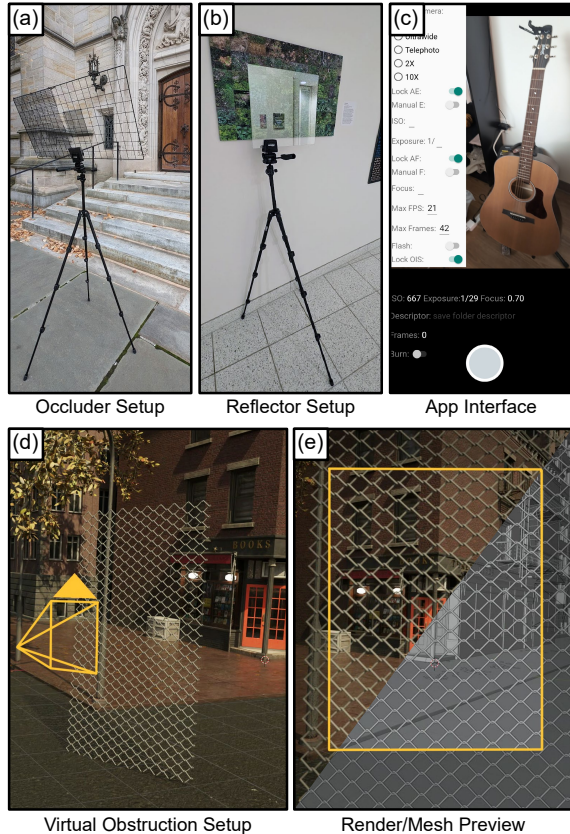 (a)
(b)
(c)
amera:
Ultrawide
Telephoto
2X
10X
Lock AE:
Manual E:
ISO: _
Exposure: 1/_
Lock AF:
Manual F:
Focus: _
Max FPS: 21
Max Frames: 42
Flash:
Lock OIS:
ISO: 667 Exposure:1/29 Focus: 0.70
Descriptor: save folder descriptor
Frames: 0
Burn:
Occluder Setup
Reflector Setup
App Interface
(d)
(e)
BOOKS
Virtual Obstruction Setup
Render/Mesh Preview